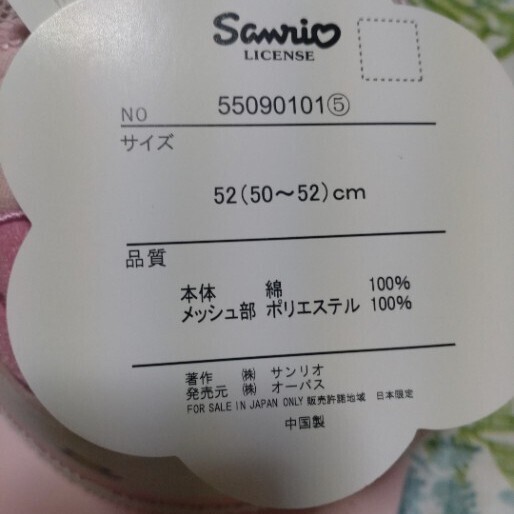 Sanrio
LICENSE
NO 55090101⑤
サイズ
52(50～52)cm
品質
本体 綿 100%
メッシュ部 ポリエステル 100%
著作 ㈱ サンリオ
発売元 ㈱ オーパス
FOR SALE IN JAPAN ONLY 販売許諾地域 日本限定
中国製